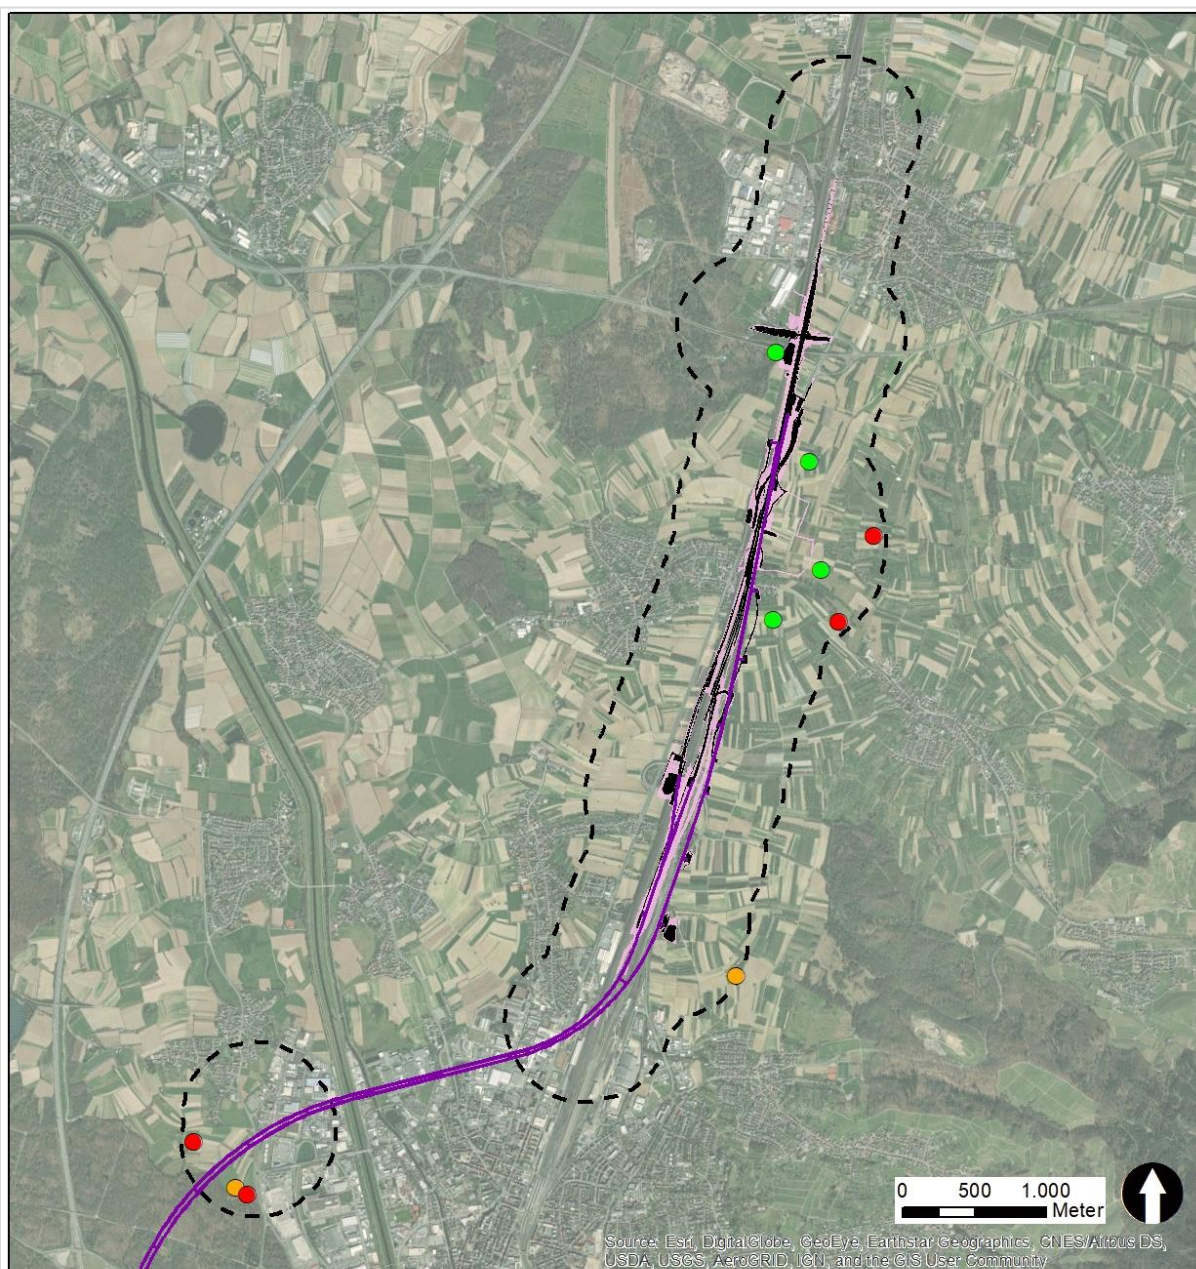 0 500 1.000
Meter
Source: Esri, DigitalGlobe, GeoEye, Earthstar Geographics, CNES/Airbus DS,
USDA, USGS, AeroGRID, IGN, and the GIS User Community